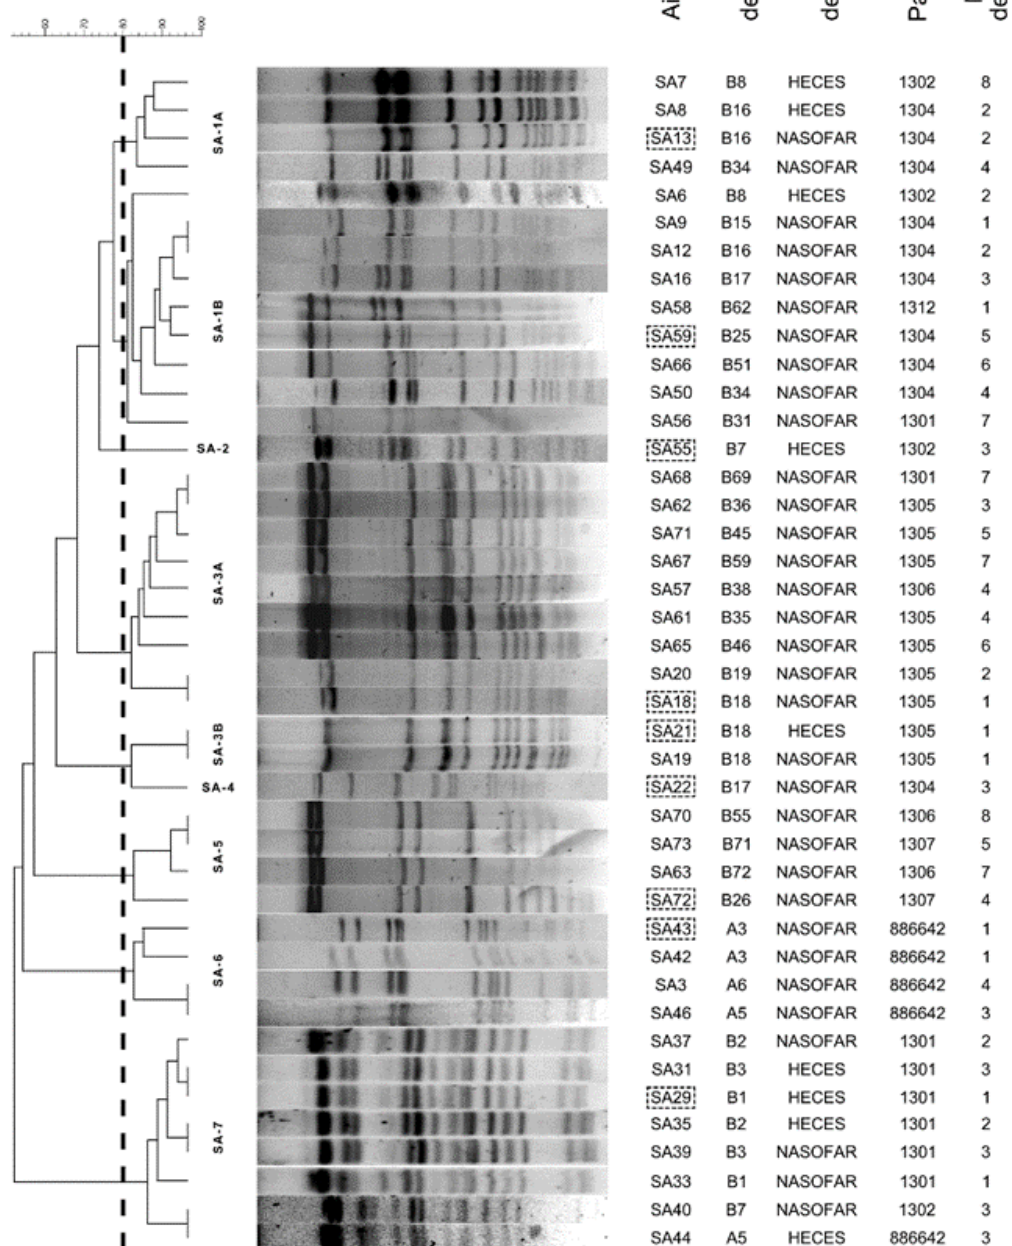 60 70 80 90 100
Ai de de Pa de
SA7 B8 HECES 1302 8
SA8 B16 HECES 1304 2
SA13 B16 NASOFAR 1304 2
SA49 B34 NASOFAR 1304 4
SA6 B8 HECES 1302 2
SA9 B15 NASOFAR 1304 1
SA12 B16 NASOFAR 1304 2
SA16 B17 NASOFAR 1304 3
SA58 B62 NASOFAR 1312 1
SA59 B25 NASOFAR 1304 5
SA66 B51 NASOFAR 1304 6
SA50 B34 NASOFAR 1304 4
SA56 B31 NASOFAR 1301 7
SA55 B7 HECES 1302 3
SA68 B69 NASOFAR 1301 7
SA62 B36 NASOFAR 1305 3
SA71 B45 NASOFAR 1305 5
SA67 B59 NASOFAR 1305 7
SA57 B38 NASOFAR 1306 4
SA61 B35 NASOFAR 1305 4
SA65 B46 NASOFAR 1305 6
SA20 B19 NASOFAR 1305 2
SA18 B18 NASOFAR 1305 1
SA21 B18 HECES 1305 1
SA19 B18 NASOFAR 1305 1
SA22 B17 NASOFAR 1304 3
SA70 B55 NASOFAR 1306 8
SA73 B71 NASOFAR 1307 5
SA63 B72 NASOFAR 1306 7
SA72 B26 NASOFAR 1307 4
SA43 A3 NASOFAR 886642 1
SA42 A3 NASOFAR 886642 1
SA3 A6 NASOFAR 886642 4
SA46 A5 NASOFAR 886642 3
SA37 B2 NASOFAR 1301 2
SA31 B3 HECES 1301 3
SA29 B1 HECES 1301 1
SA35 B2 HECES 1301 2
SA39 B3 NASOFAR 1301 3
SA33 B1 NASOFAR 1301 1
SA40 B7 NASOFAR 1302 3
SA44 A5 HECES 886642 3
SA-1A
SA-1B
SA-2
SA-3A
SA-3B
SA-4
SA-5
SA-6
SA-7